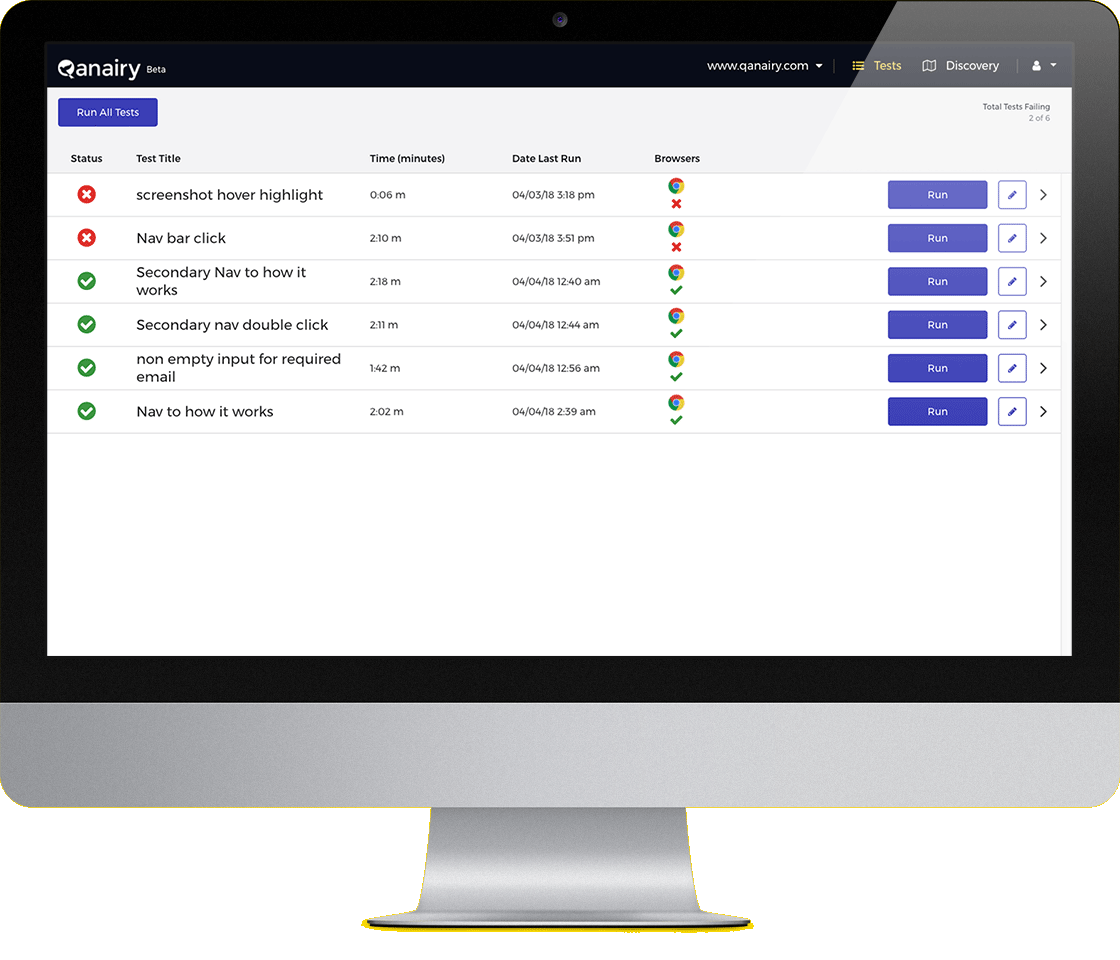 Qanairy Beta
www.qanairy.com Tests Discovery
Run All Tests
Total Tests Failing
2 of 6
Status Test Title Time (minutes) Date Last Run Browsers
screenshot hover highlight 0:06 m 04/03/18 3:18 pm Run
Nav bar click 2:10 m 04/03/18 3:51 pm Run
Secondary Nav to how it
works
2:18 m 04/04/18 12:40 am Run
Secondary nav double click 2:11 m 04/04/18 12:44 am Run
non empty input for required
email
1:42 m 04/04/18 12:56 am Run
Nav to how it works 2:02 m 04/04/18 2:39 am Run